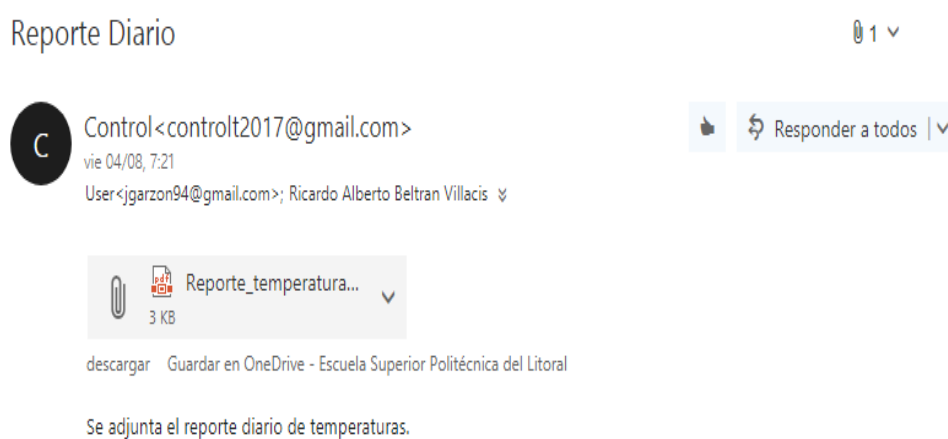 Reporte Diario
1
C
Control<controlt2017@gmail.com>
Responder a todos
vie 04/08, 7:21
User<jgarzon94@gmail.com>; Ricardo Alberto Beltran Villacis
pdf
Reporte_temperatura...
3 KB
descargar Guardar en OneDrive - Escuela Superior Politécnica del Litoral
Se adjunta el reporte diario de temperaturas.